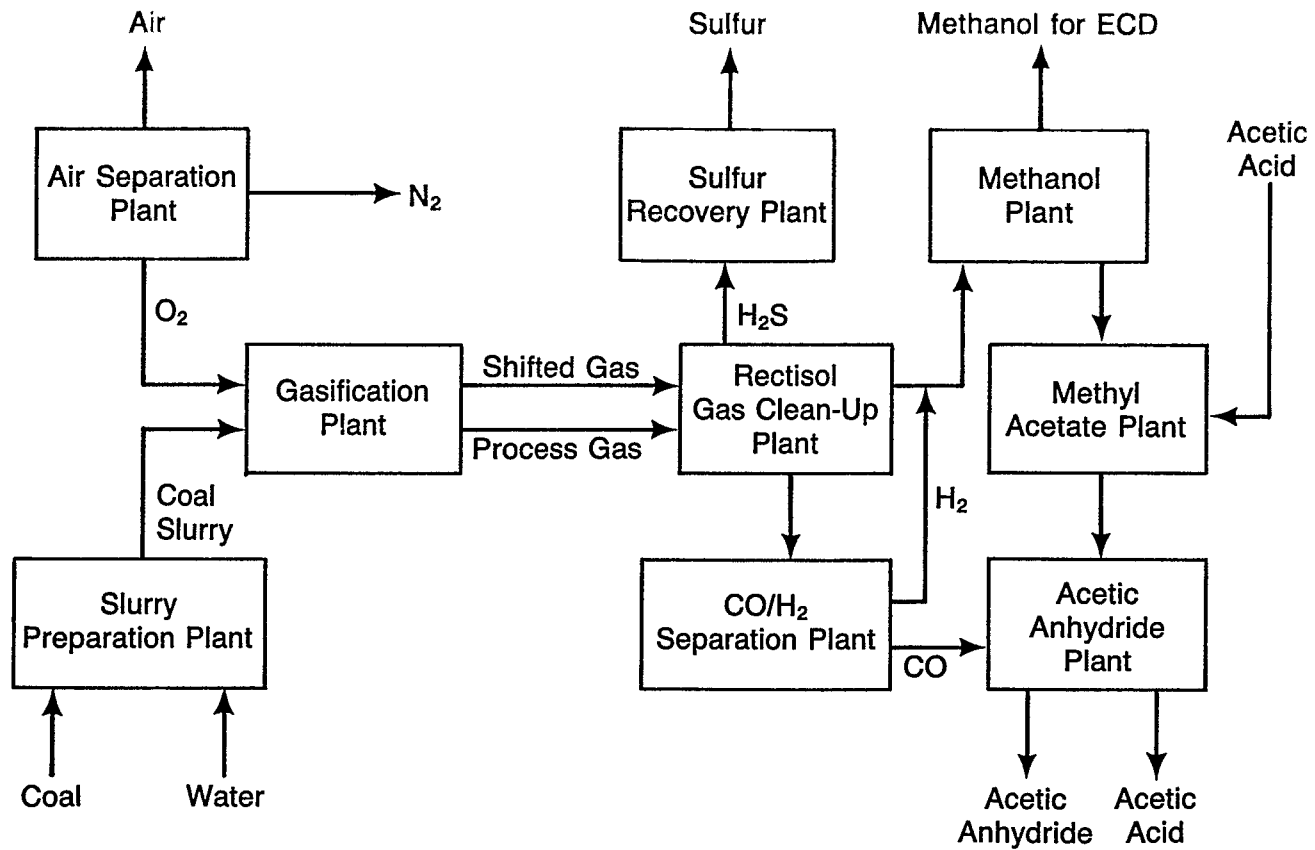 Air
Sulfur
Methanol for ECD
Air Separation
Plant
N₂
Sulfur
Recovery Plant
Methanol
Plant
Acetic
Acid
O₂
H₂S
Gasification
Plant
Shifted Gas
Process Gas
Rectisol
Gas Clean-Up
Plant
Methyl
Acetate Plant
Coal
Slurry
H₂
Slurry
Preparation Plant
CO/H₂
Separation Plant
CO
Acetic
Anhydride
Plant
Coal
Water
Acetic
Anhydride
Acetic
Acid